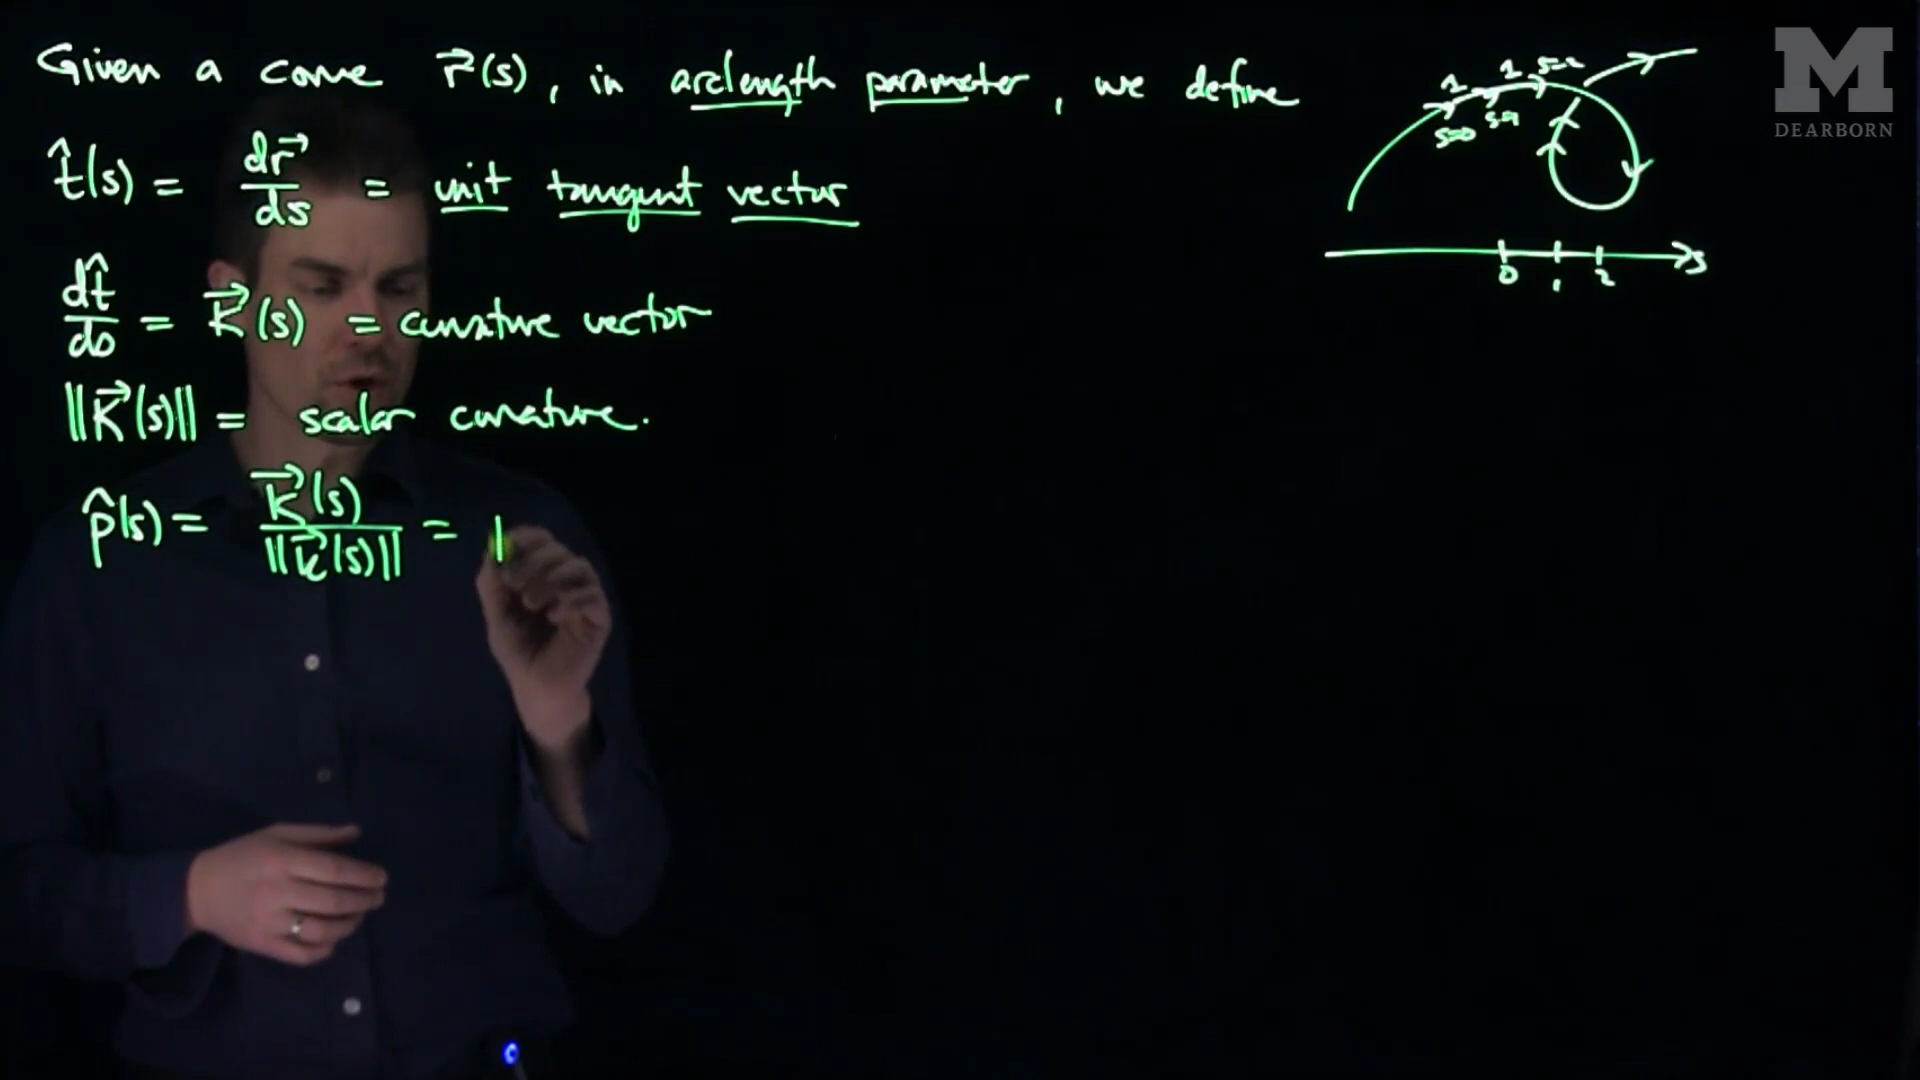 Given a curve r⃗(s), in arclength parameter, we define
t̂(s) = dr⃗/ds = unit tangent vector
dt̂/ds = K⃗(s) = curvature vector
||K⃗(s)|| = scalar curvature.
p̂(s) = K⃗(s)/||K⃗(s)|| =
1 1 s=2
s=0 s=1
0 1 2 s
M
DEARBORN